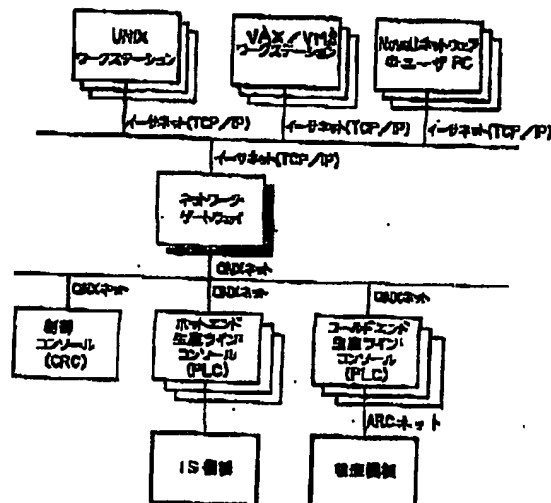 UNIX
ワークステーション
VAX/VMS
ワークステーション
Novellネットウェア
中・ユーザPC
イーサネット(TCP/IP)
イーサネット(TCP/IP)
イーサネット(TCP/IP)
イーサネット(TCP/IP)
ネットワーク・
ゲートウェイ
QNXネット
QNXネット
QNXネット
QNXネット
制御
コンソール
(CRC)
ホットエンド
生産ライン・
コンソール
(PLC)
コールドエンド
生産ライン・
コンソール
(PLC)
ARCネット
IS機械
検査機械